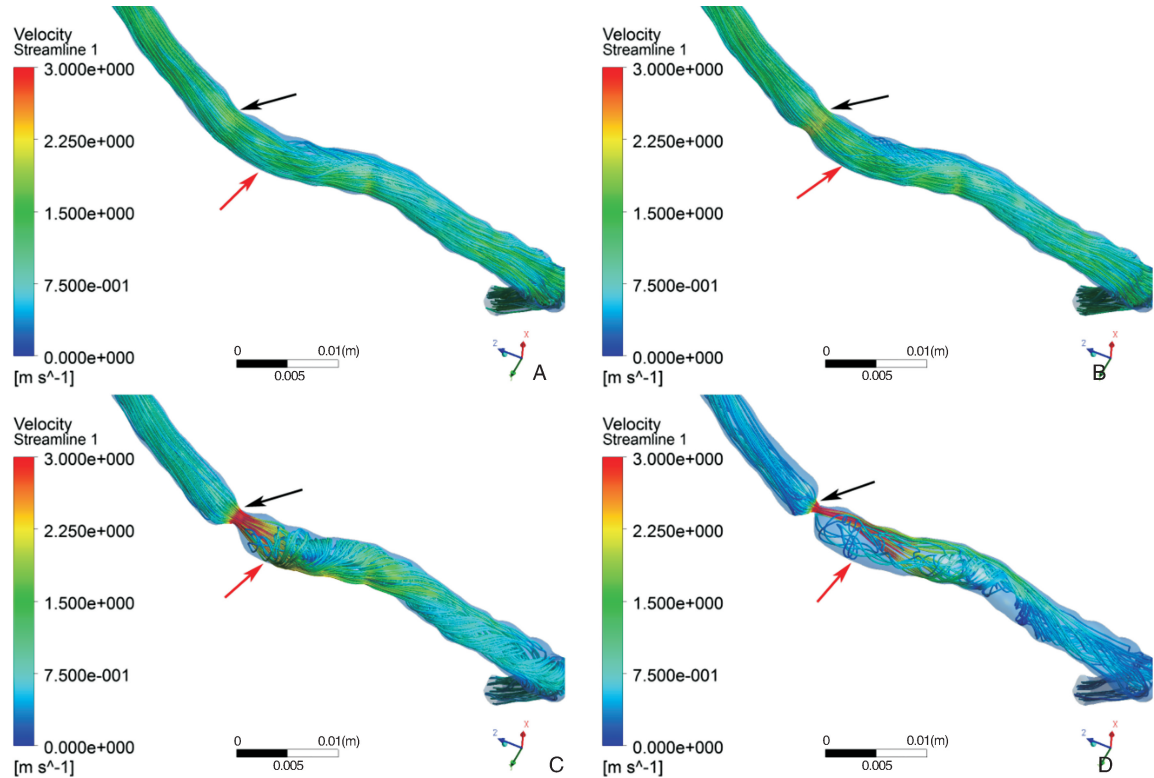 Velocity
Streamline 1
3.000e+000
2.250e+000
1.500e+000
7.500e-001
0.000e+000
[m s^-1]
0 0.01(m)
0.005
X
Z
Y
A
Velocity
Streamline 1
3.000e+000
2.250e+000
1.500e+000
7.500e-001
0.000e+000
[m s^-1]
0 0.01(m)
0.005
X
Z
B
Velocity
Streamline 1
3.000e+000
2.250e+000
1.500e+000
7.500e-001
0.000e+000
[m s^-1]
0 0.01(m)
0.005
X
Z
C
Velocity
Streamline 1
3.000e+000
2.250e+000
1.500e+000
7.500e-001
0.000e+000
[m s^-1]
0 0.01(m)
0.005
X
Z
D